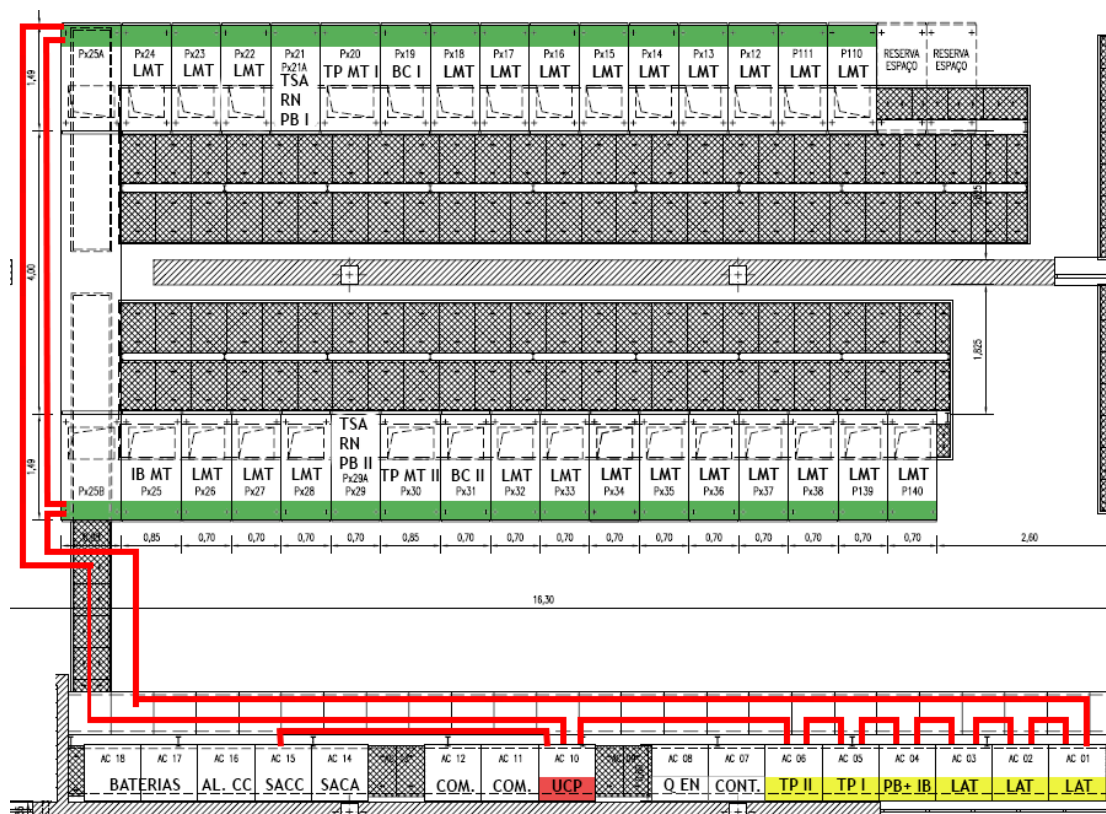 Px25A Px24 Px23 Px22 Px21 Px20 Px19 Px18 Px17 Px16 Px15 Px14 Px13 Px12 P111 P110 RESERVA ESPAÇO RESERVA ESPAÇO
LMT LMT LMT Px21A TP MT I BC I LMT LMT LMT LMT LMT LMT LMT LMT LMT
TSA
RN
PB I
1,49
4,00
1,825
1,49
TSA
RN
PB II
IB MT LMT LMT LMT Px29A TP MT II BC II LMT LMT LMT LMT LMT LMT LMT LMT LMT
Px25B Px25 Px26 Px27 Px28 Px29 Px30 Px31 Px32 Px33 Px34 Px35 Px36 Px37 Px38 P139 P140
0,85 0,70 0,70 0,70 0,70 0,85 0,70 0,70 0,70 0,70 0,70 0,70 0,70 0,70 0,70 2,60
16,30
AC 18 AC 17 AC 16 AC 15 AC 14 AC 12 AC 11 AC 10 AC 08 AC 07 AC 06 AC 05 AC 04 AC 03 AC 02 AC 01
BATERIAS AL. CC SACC SACA COM. COM. UCP Q EN CONT. TP II TP I PB+ IB LAT LAT LAT